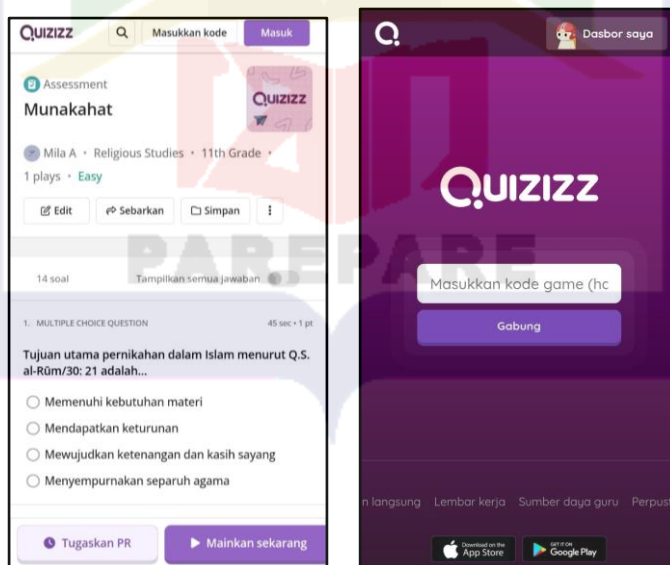 QUIZIZZ
Masukkan kode
Masuk
Assessment
Munakahat
QUIZIZZ
Mila A • Religious Studies • 11th Grade •
1 plays • Easy
Edit
Sebarkan
Simpan
14 soal
Tampilkan semua jawaban
1. MULTIPLE CHOICE QUESTION
45 sec • 1 pt
Tujuan utama pernikahan dalam Islam menurut Q.S.
al-Rūm/30: 21 adalah...
Memenuhi kebutuhan materi
Mendapatkan keturunan
Mewujudkan ketenangan dan kasih sayang
Menyempurnakan separuh agama
Tugaskan PR
Mainkan sekarang
Dasbor saya
QUIZIZZ
Masukkan kode game (hc
Gabung
n langsung
Lembar kerja
Sumber daya guru
Perpust
Download on the
App Store
GET IT ON
Google Play
PAREPARE